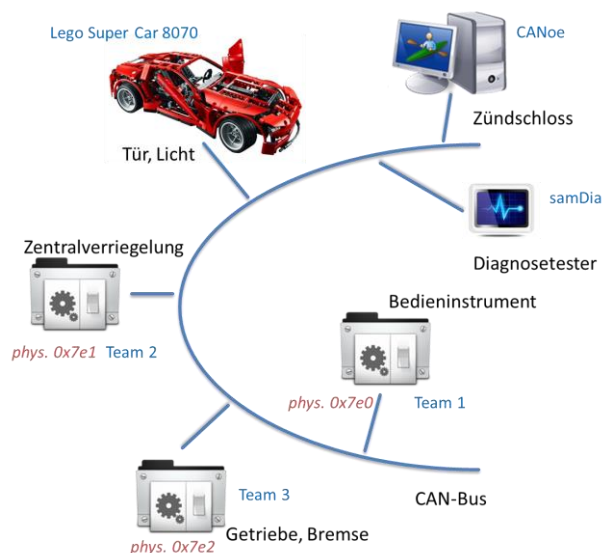 Lego Super Car 8070
CANoe
Zündschloss
Tür, Licht
samDia
Diagnosetester
Zentralverriegelung
Bedieninstrument
phys. 0x7e1 Team 2
phys. 0x7e0 Team 1
Team 3
CAN-Bus
Getriebe, Bremse
phys. 0x7e2